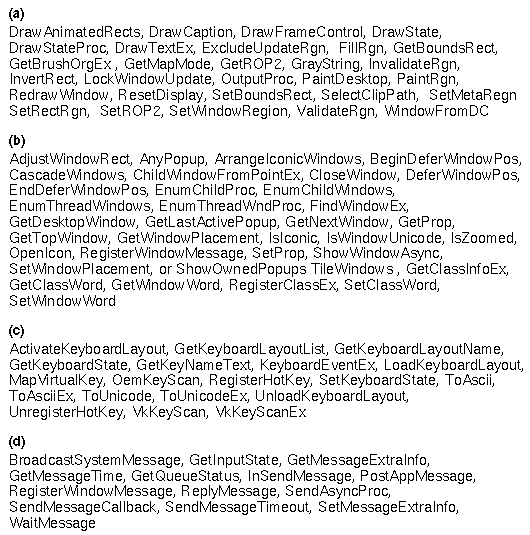 (a)
DrawAnimatedRects, DrawCaption, DrawFrameControl, DrawState,
DrawStateProc, DrawTextEx, ExcludeUpdateRgn, FillRgn, GetBoundsRect,
GetBrushOrgEx , GetMapMode, GetROP2, GrayString, InvalidateRgn,
InvertRect, LockWindowUpdate, OutputProc, PaintDesktop, PaintRgn,
RedrawWindow, ResetDisplay, SetBoundsRect, SelectClipPath, SetMetaRegn
SetRectRgn, SetROP2, SetWindowRegion, ValidateRgn, WindowFromDC
(b)
AdjustWindowRect, AnyPopup, ArrangeIconicWindows, BeginDeferWindowPos,
CascadeWindows, ChildWindowFromPointEx, CloseWindow, DeferWindowPos,
EndDeferWindowPos, EnumChildProc, EnumChildWindows,
EnumThreadWindows, EnumThreadWndProc, FindWindowEx,
GetDesktopWindow, GetLastActivePopup, GetNextWindow, GetProp,
GetTopWindow, GetWindowPlacement, IsIconic, IsWindowUnicode, IsZoomed,
OpenIcon, RegisterWindowMessage, SetProp, ShowWindowAsync,
SetWindowPlacement, or ShowOwnedPopups TileWindows , GetClassInfoEx,
GetClassWord, GetWindowWord, RegisterClassEx, SetClassWord,
SetWindowWord
(c)
ActivateKeyboardLayout, GetKeyboardLayoutList, GetKeyboardLayoutName,
GetKeyboardState, GetKeyNameText, KeyboardEventEx, LoadKeyboardLayout,
MapVirtualKey, OemKeyScan, RegisterHotKey, SetKeyboardState, ToAscii,
ToAsciiEx, ToUnicode, ToUnicodeEx, UnloadKeyboardLayout,
UnregisterHotKey, VkKeyScan, VkKeyScanEx
(d)
BroadcastSystemMessage, GetInputState, GetMessageExtraInfo,
GetMessageTime, GetQueueStatus, InSendMessage, PostAppMessage,
RegisterWindowMessage, ReplyMessage, SendAsyncProc,
SendMessageCallback, SendMessageTimeout, SetMessageExtraInfo,
WaitMessage